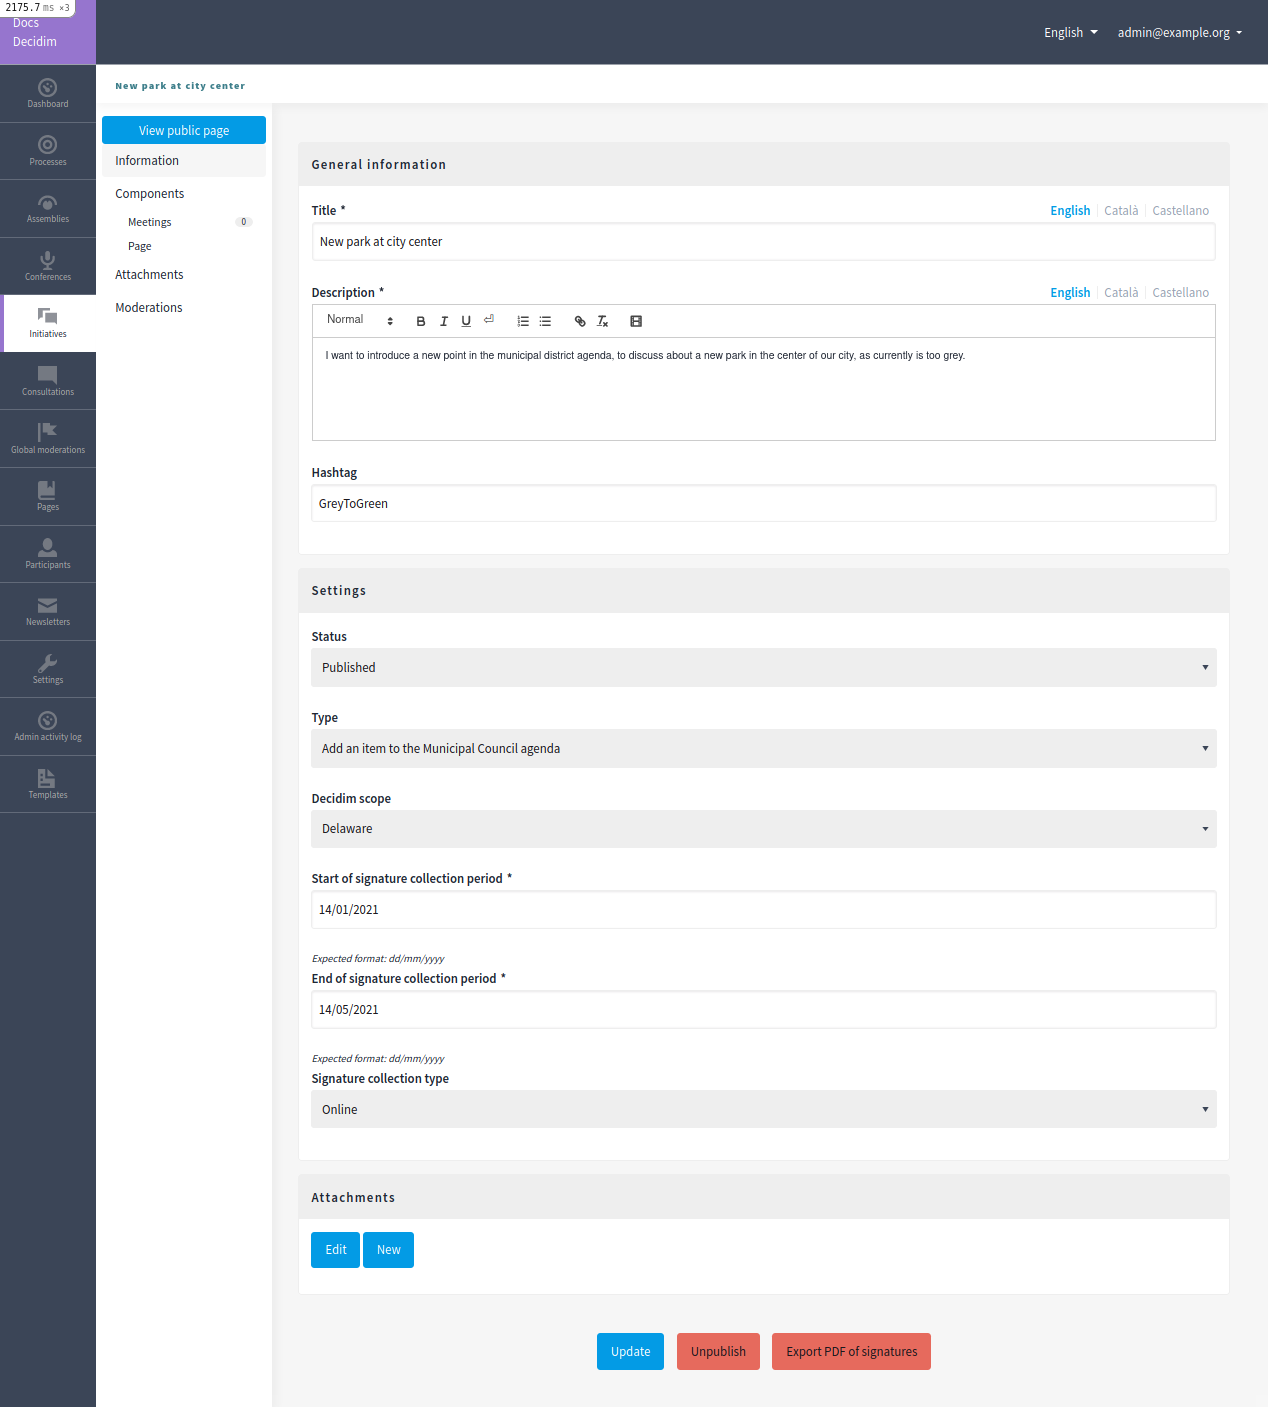 2175.7 ms ×3
Docs
Decidim
English
admin@example.org
Dashboard
Processes
Assemblies
Conferences
Initiatives
Consultations
Global moderations
Pages
Participants
Newsletters
Settings
Admin activity log
Templates
New park at city center
View public page
Information
Components
Meetings 0
Page
Attachments
Moderations
General information
Title * English Català Castellano
New park at city center
Description * English Català Castellano
Normal B I U
I want to introduce a new point in the municipal district agenda, to discuss about a new park in the center of our city, as currently is too grey.
Hashtag
GreyToGreen
Settings
Status
Published
Type
Add an item to the Municipal Council agenda
Decidim scope
Delaware
Start of signature collection period *
14/01/2021
Expected format: dd/mm/yyyy
End of signature collection period *
14/05/2021
Expected format: dd/mm/yyyy
Signature collection type
Online
Attachments
Edit New
Update Unpublish Export PDF of signatures